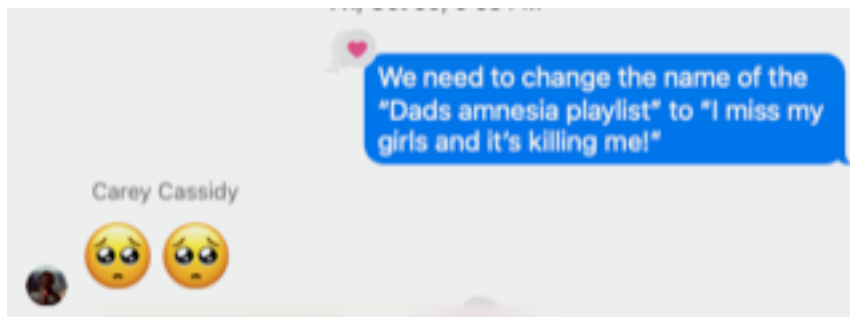 We need to change the name of the
“Dads amnesia playlist” to “I miss my
girls and it’s killing me!”
Carey Cassidy
🥺🥺